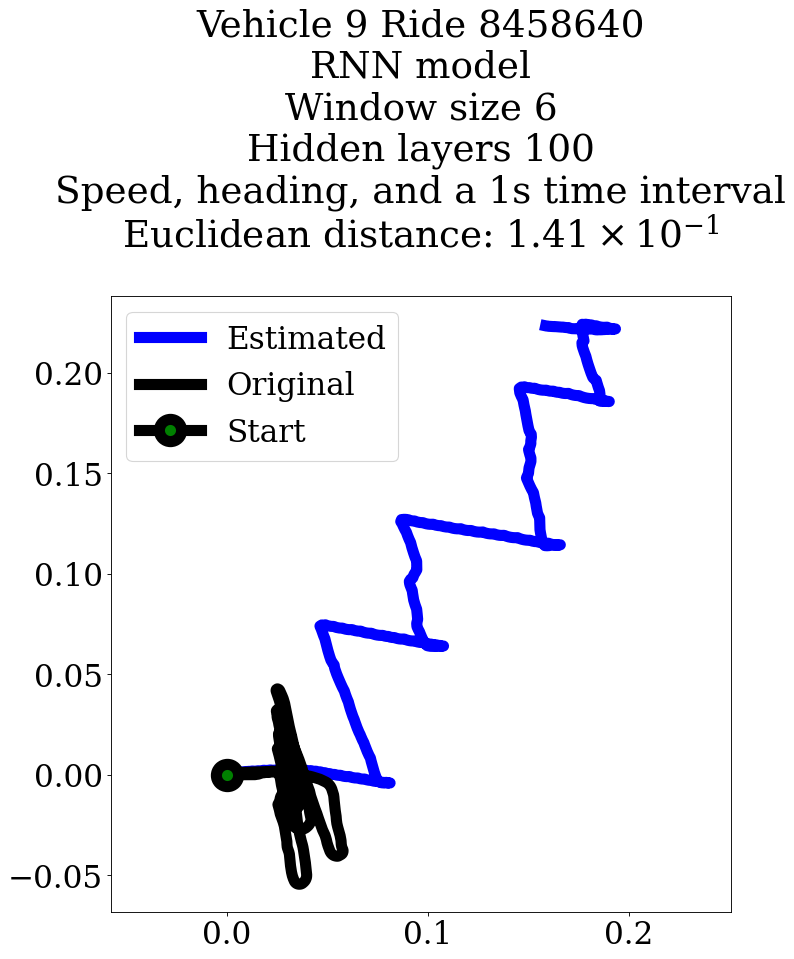 Vehicle 9 Ride 8458640
RNN model
Window size 6
Hidden layers 100
Speed, heading, and a 1s time interval
Euclidean distance: 1.41 × 10⁻¹
Estimated
Original
Start
0.20
0.15
0.10
0.05
0.00
−0.05
0.0 0.1 0.2